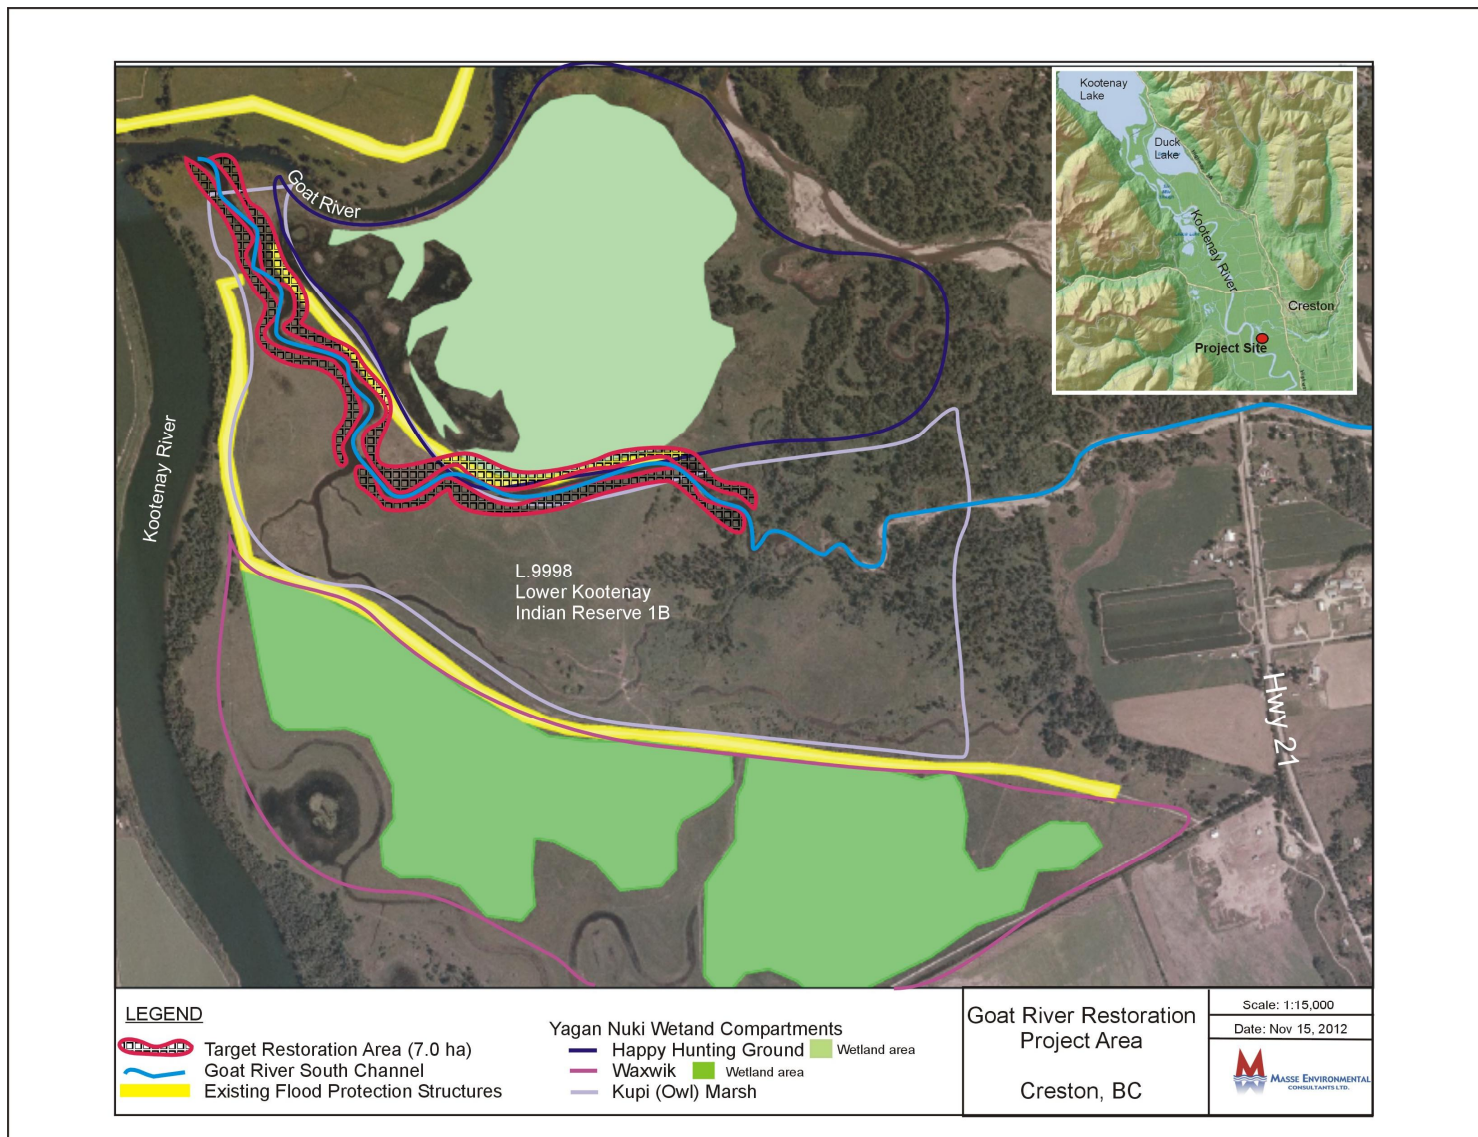 Kootenay
Lake
Duck
Lake
Kootenay River
Creston
Project Site
Goat River
Kootenay River
L.9998
Lower Kootenay
Indian Reserve 1B
Hwy 21
LEGEND
Target Restoration Area (7.0 ha)
Goat River South Channel
Existing Flood Protection Structures
Yagan Nuki Wetand Compartments
Happy Hunting Ground Wetland area
Waxwik Wetland area
Kupi (Owl) Marsh
Goat River Restoration
Project Area
Creston, BC
Scale: 1:15,000
Date: Nov 15, 2012
MASSE ENVIRONMENTAL
CONSULTANTS LTD.